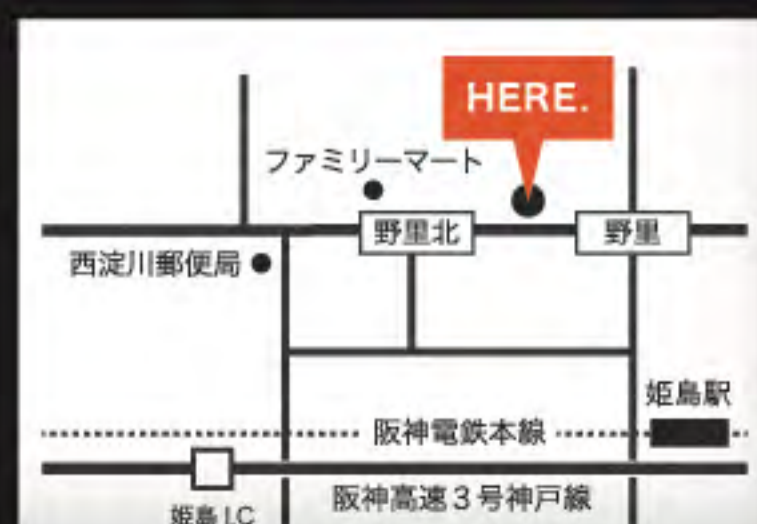 HERE.
ファミリーマート
野里北
野里
西淀川郵便局
姫島駅
阪神電鉄本線
阪神高速3号神戸線
姫島I.C